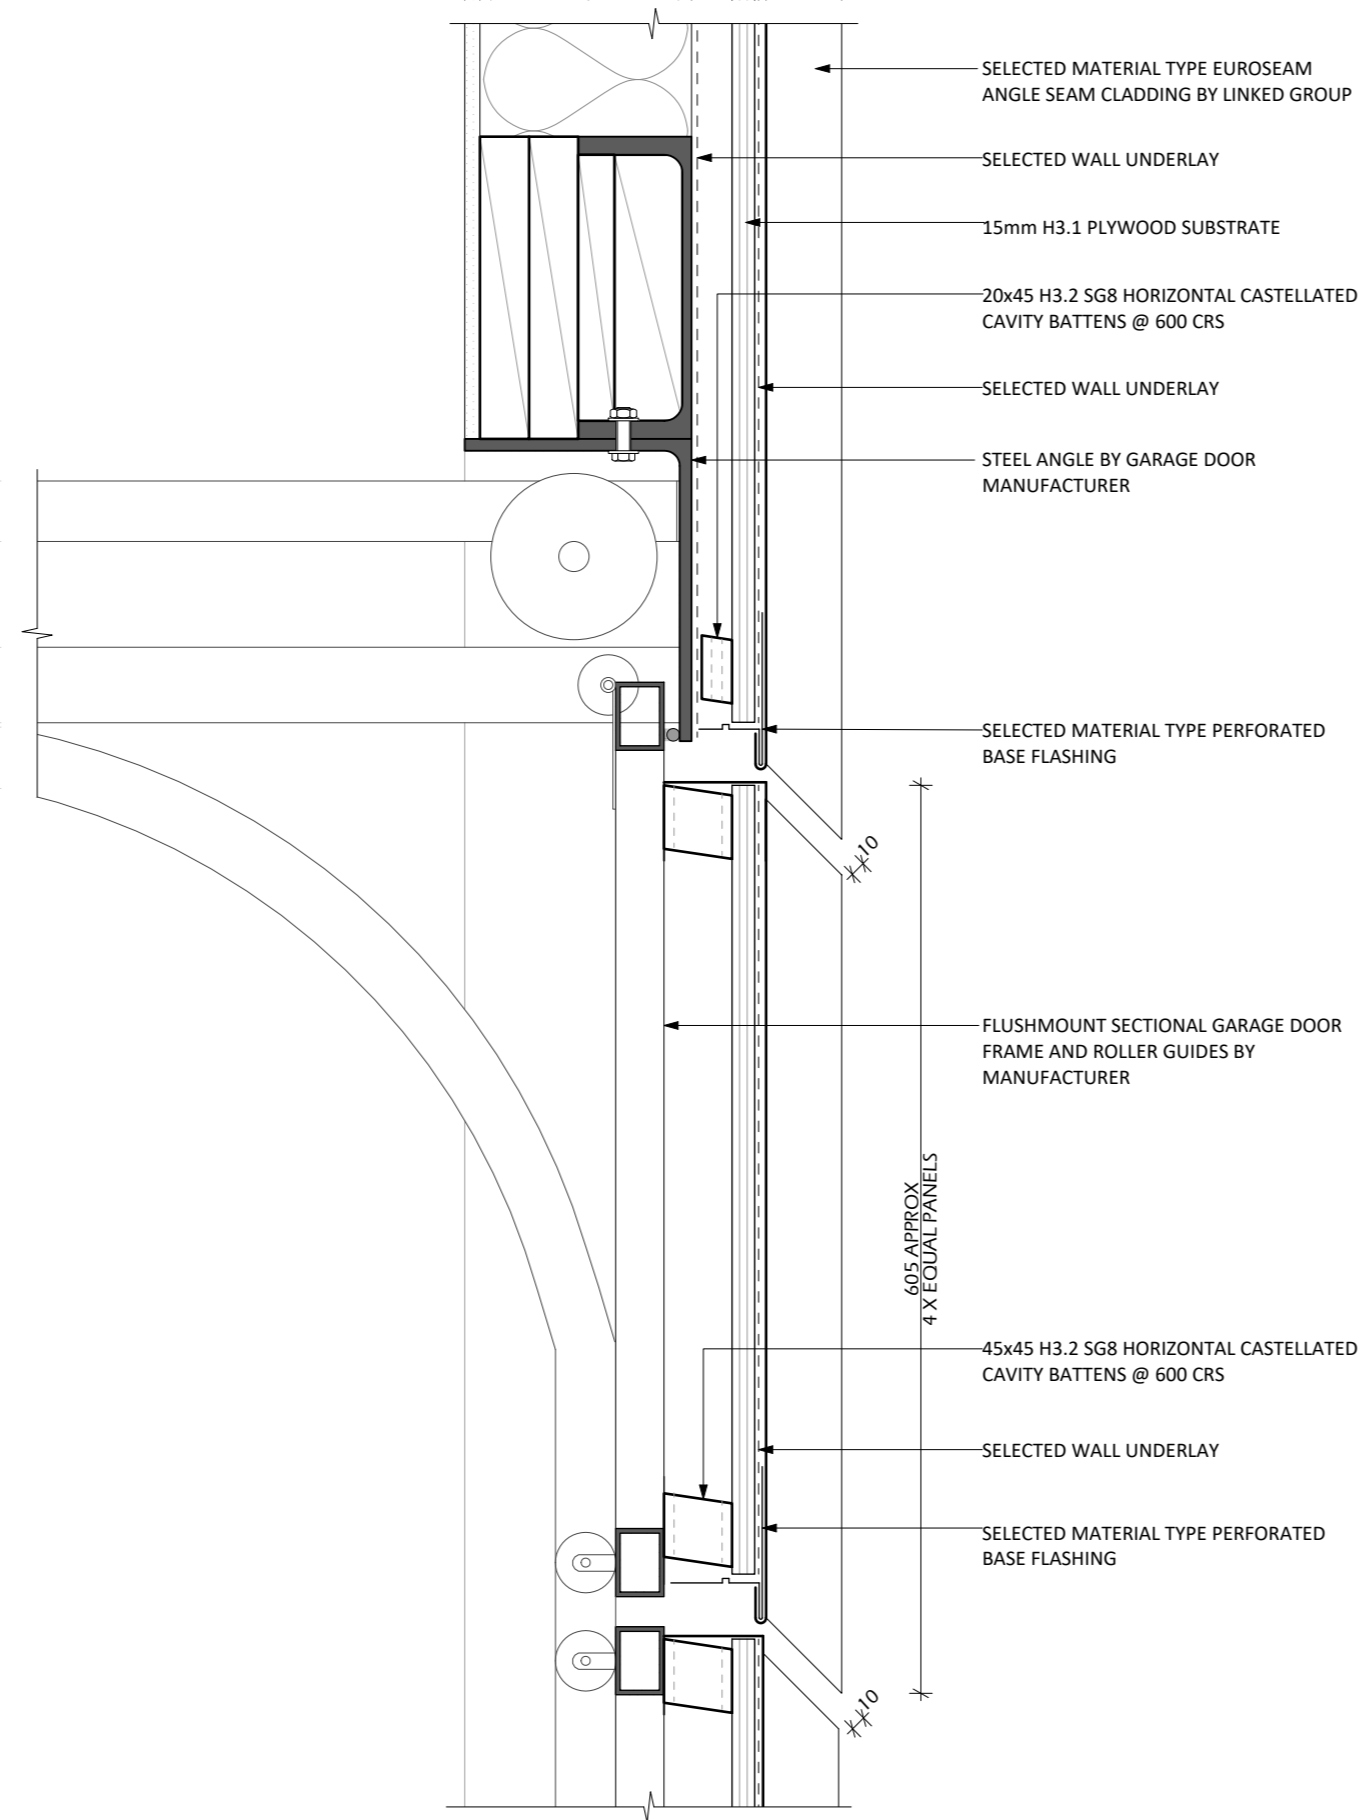 SELECTED MATERIAL TYPE EUROSEAM
ANGLE SEAM CLADDING BY LINKED GROUP
SELECTED WALL UNDERLAY
15mm H3.1 PLYWOOD SUBSTRATE
20x45 H3.2 SG8 HORIZONTAL CASTELLATED
CAVITY BATTENS @ 600 CRS
SELECTED WALL UNDERLAY
STEEL ANGLE BY GARAGE DOOR
MANUFACTURER
SELECTED MATERIAL TYPE PERFORATED
BASE FLASHING
10
FLUSHMOUNT SECTIONAL GARAGE DOOR
FRAME AND ROLLER GUIDES BY
MANUFACTURER
605 APPROX
4 X EQUAL PANELS
45x45 H3.2 SG8 HORIZONTAL CASTELLATED
CAVITY BATTENS @ 600 CRS
SELECTED WALL UNDERLAY
SELECTED MATERIAL TYPE PERFORATED
BASE FLASHING
10